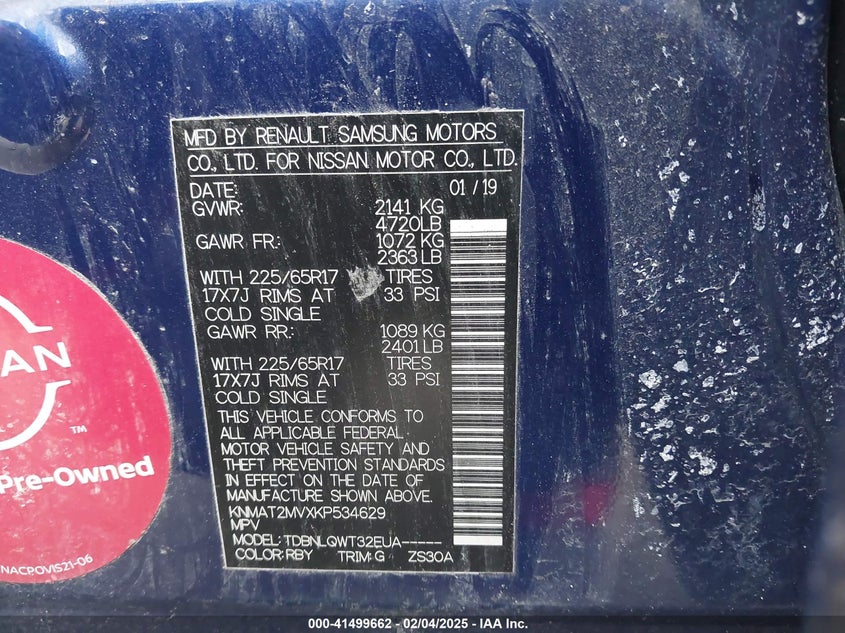 MFD BY RENAULT SAMSUNG MOTORS
CO., LTD. FOR NISSAN MOTOR CO., LTD.
DATE: 01 / 19
GVWR: 2141 KG
4720LB
GAWR FR: 1072 KG
2363 LB
WITH 225/65R17 TIRES
17X7J RIMS AT 33 PSI
COLD SINGLE
GAWR RR: 1089 KG
2401 LB
WITH 225/65R17 TIRES
17X7J RIMS AT 33 PSI
COLD SINGLE
THIS VEHICLE CONFORMS TO
ALL APPLICABLE FEDERAL
MOTOR VEHICLE SAFETY AND
THEFT PREVENTION STANDARDS
IN EFFECT ON THE DATE OF
MANUFACTURE SHOWN ABOVE.
KNMAT2MVXKP534629
MPV
MODEL: TDBNLQWT32EUA-----
COLOR: RBY TRIM: G ZS30A
SAN
TM
Pre-Owned
NACPOVIS21-06
000-41499662 - 02/04/2025 - IAA Inc.